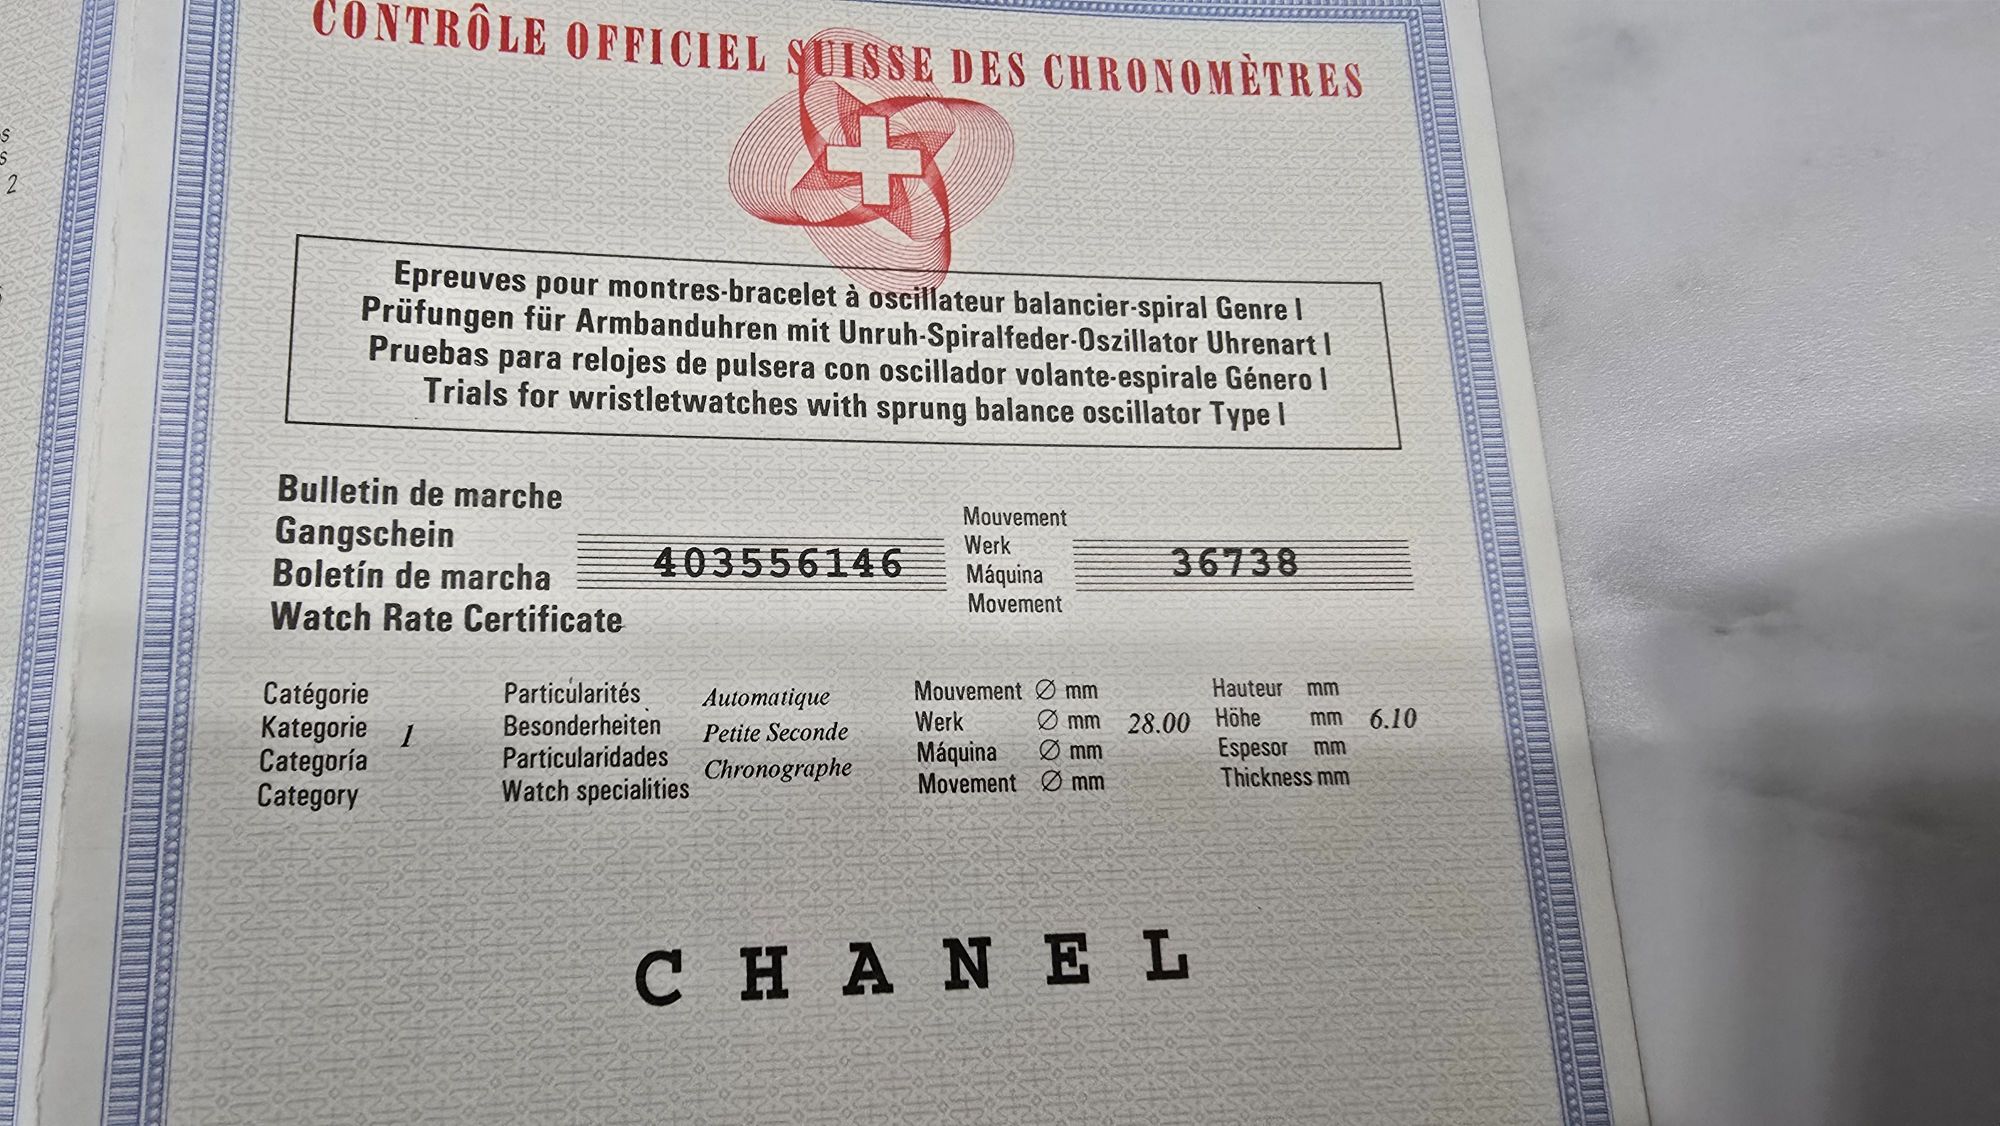 CONTRÔLE OFFICIEL SUISSE DES CHRONOMÈTRES
Epreuves pour montres-bracelet à oscillateur balancier-spiral Genre I
Prüfungen für Armbanduhren mit Unruh-Spiralfeder-Oszillator Uhrenart I
Pruebas para relojes de pulsera con oscillador volante-espirale Género I
Trials for wristletwatches with sprung balance oscillator Type I
Bulletin de marche
Gangschein
Boletín de marcha
Watch Rate Certificate
403556146
Mouvement
Werk
Máquina
Movement
36738
Catégorie
Kategorie 1
Categoría
Category
Particularités Automatique
Besonderheiten Petite Seconde
Particularidades Chronographe
Watch specialities
Mouvement ∅ mm
Werk ∅ mm 28.00
Máquina ∅ mm
Movement ∅ mm
Hauteur mm
Höhe mm 6.10
Espesor mm
Thickness mm
CHANEL
2